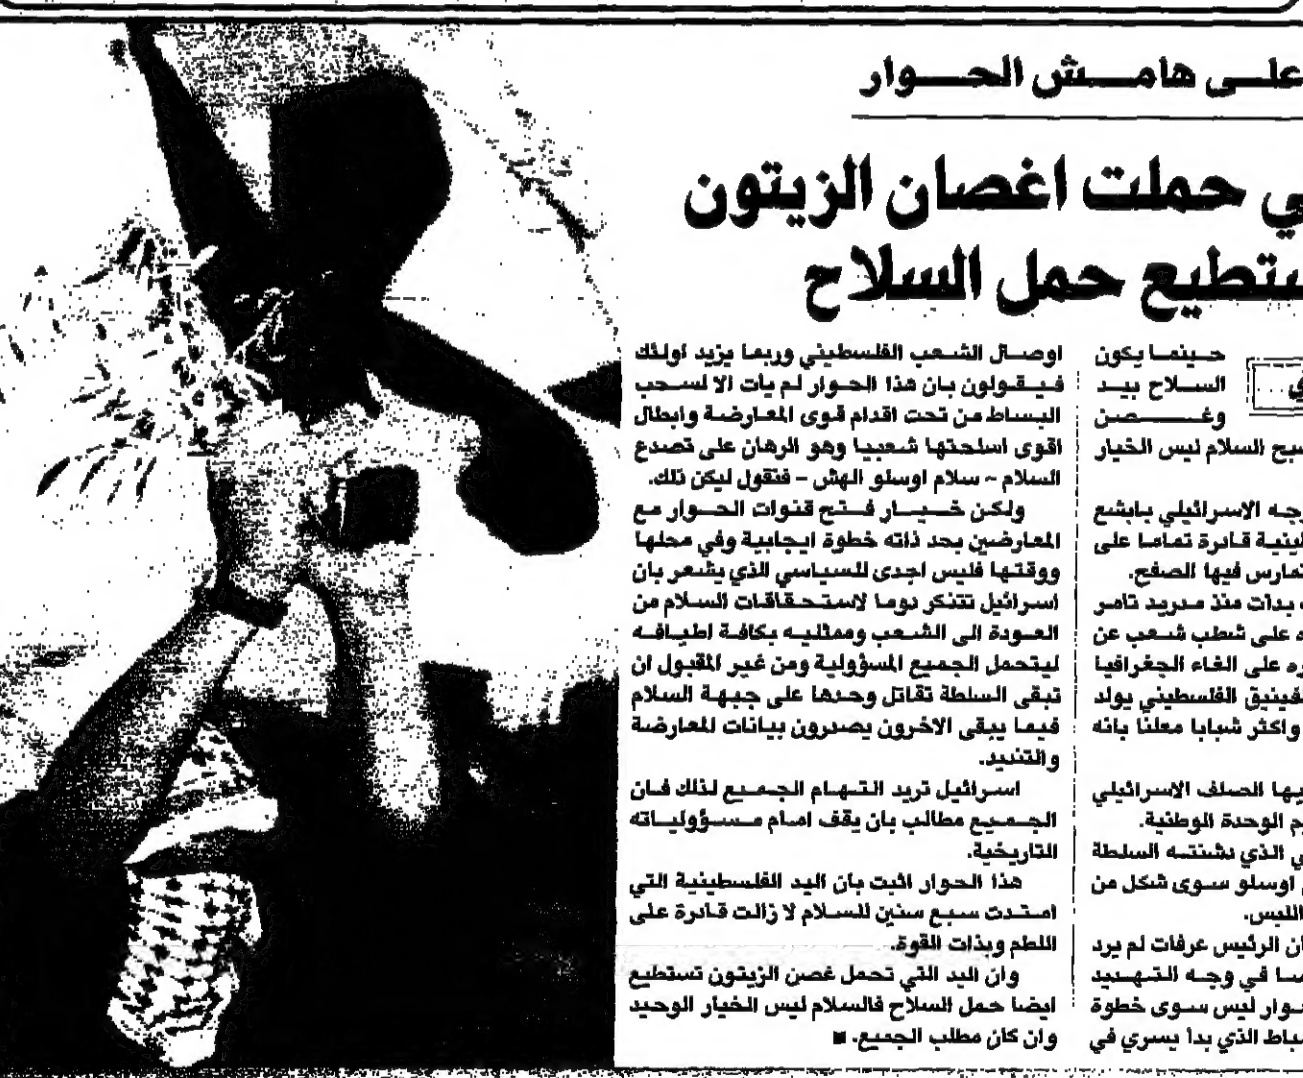 على هامش الحوار
ي حملت اغصان الزيتون
ستطيع حمل السلاح
حينما يكون
السلاح بيد
وغصن
صبح السلام ليس الخيار
وجه الاسرائيلي بابشع
طينية قادرة تماما على
تمارس فيها الصفح.
بدات منذ مدريد تامر
ه على شطب شعب عن
ره على الغاء الجغرافيا
فينيق الفلسطيني يولد
واكثر شبابا معلنا بانه
يها الصلف الاسرائيلي
م الوحدة الوطنية.
ي الذي دشنته السلطة
اوسلو سوى شكل من
اللبس.
ان الرئيس عرفات لم يرد
سا في وجه التهديد
حوار ليس سوى خطوة
باط الذي بدأ يسري في
اوصال الشعب الفلسطيني وربما يزيد اولئك
فيقولون بان هذا الحوار لم يات الا لسحب
البساط من تحت اقدام قوى المعارضة وابطال
اقوى اسلحتها شعبيا وهو الرهان على تصدع
السلام - سلام اوسلو الهش - فنقول ليكن ذلك.
ولكن خيار فتح قنوات الحوار مع
المعارضين بحد ذاته خطوة ايجابية وفي محلها
ووقتها فليس اجدى للسياسي الذي يشعر بان
اسرائيل تتنكر دوما لاستحقاقات السلام من
العودة الى الشعب وممثليه بكافة اطيافه
ليتحمل الجميع المسؤولية ومن غير المقبول ان
تبقى السلطة تقاتل وحدها على جبهة السلام
فيما يبقى الاخرون يصدرون بيانات المعارضة
والتنديد.
اسرائيل تريد التهام الجميع لذلك فان
الجميع مطالب بان يقف امام مسؤولياته
التاريخية.
هذا الحوار اثبت بان اليد الفلسطينية التي
امتدت سبع سنين للسلام لا زالت قادرة على
اللطم وبذات القوة.
وان اليد التي تحمل غصن الزيتون تستطيع
ايضا حمل السلاح فالسلام ليس الخيار الوحيد
وان كان مطلب الجميع.